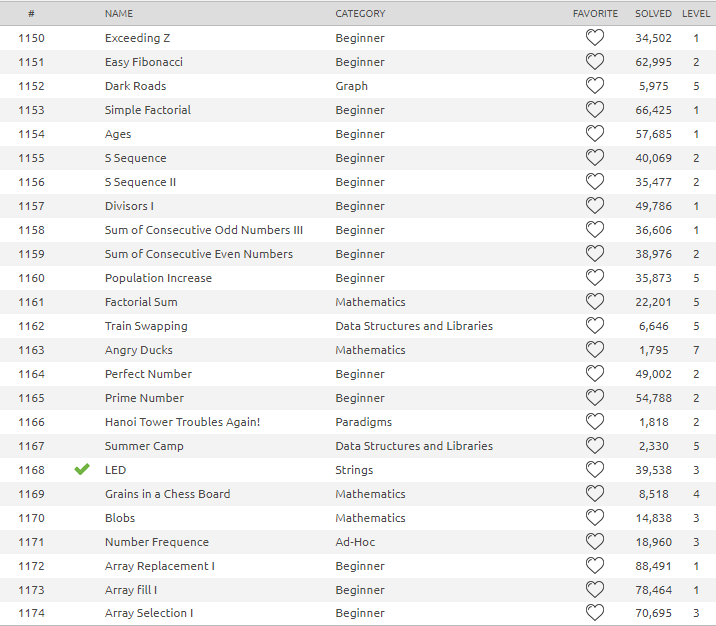 # NAME CATEGORY FAVORITE SOLVED LEVEL
1150 Exceeding Z Beginner 34,502 1
1151 Easy Fibonacci Beginner 62,995 2
1152 Dark Roads Graph 5,975 5
1153 Simple Factorial Beginner 66,425 1
1154 Ages Beginner 57,685 1
1155 S Sequence Beginner 40,069 2
1156 S Sequence II Beginner 35,477 2
1157 Divisors I Beginner 49,786 1
1158 Sum of Consecutive Odd Numbers III Beginner 36,606 1
1159 Sum of Consecutive Even Numbers Beginner 38,976 2
1160 Population Increase Beginner 35,873 5
1161 Factorial Sum Mathematics 22,201 5
1162 Train Swapping Data Structures and Libraries 6,646 5
1163 Angry Ducks Mathematics 1,795 7
1164 Perfect Number Beginner 49,002 2
1165 Prime Number Beginner 54,788 2
1166 Hanoi Tower Troubles Again! Paradigms 1,818 2
1167 Summer Camp Data Structures and Libraries 2,330 5
1168 LED Strings 39,538 3
1169 Grains in a Chess Board Mathematics 8,518 4
1170 Blobs Mathematics 14,838 3
1171 Number Frequence Ad-Hoc 18,960 3
1172 Array Replacement I Beginner 88,491 1
1173 Array fill I Beginner 78,464 1
1174 Array Selection I Beginner 70,695 3